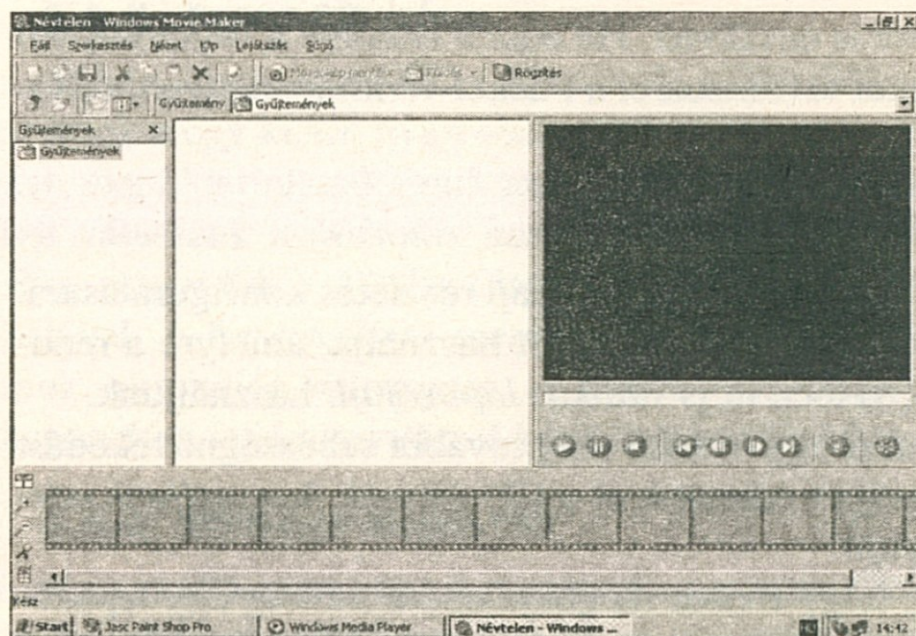 Névtelen - Windows Movie Maker
Fájl Szerkesztés Nézet Klip Lejátszás Súgó
Rögzítés
Gyűjtemény Gyűjtemények
Gyűjtemények
Gyűjtemények
Kész
Start Jasc Paint Shop Pro Windows Media Player Névtelen - Windows ... 14:42